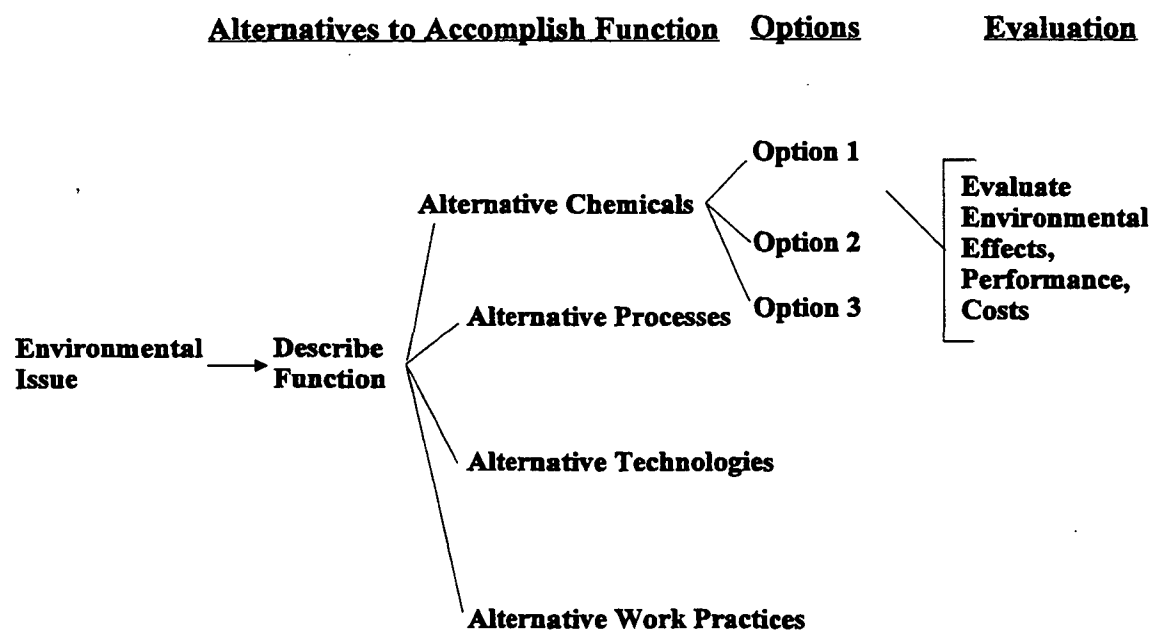 Alternatives to Accomplish Function Options Evaluation
Option 1
Alternative Chemicals
Option 2
Option 3
Evaluate
Environmental
Effects,
Performance,
Costs
Alternative Processes
Environmental
Issue
Describe
Function
Alternative Technologies
Alternative Work Practices